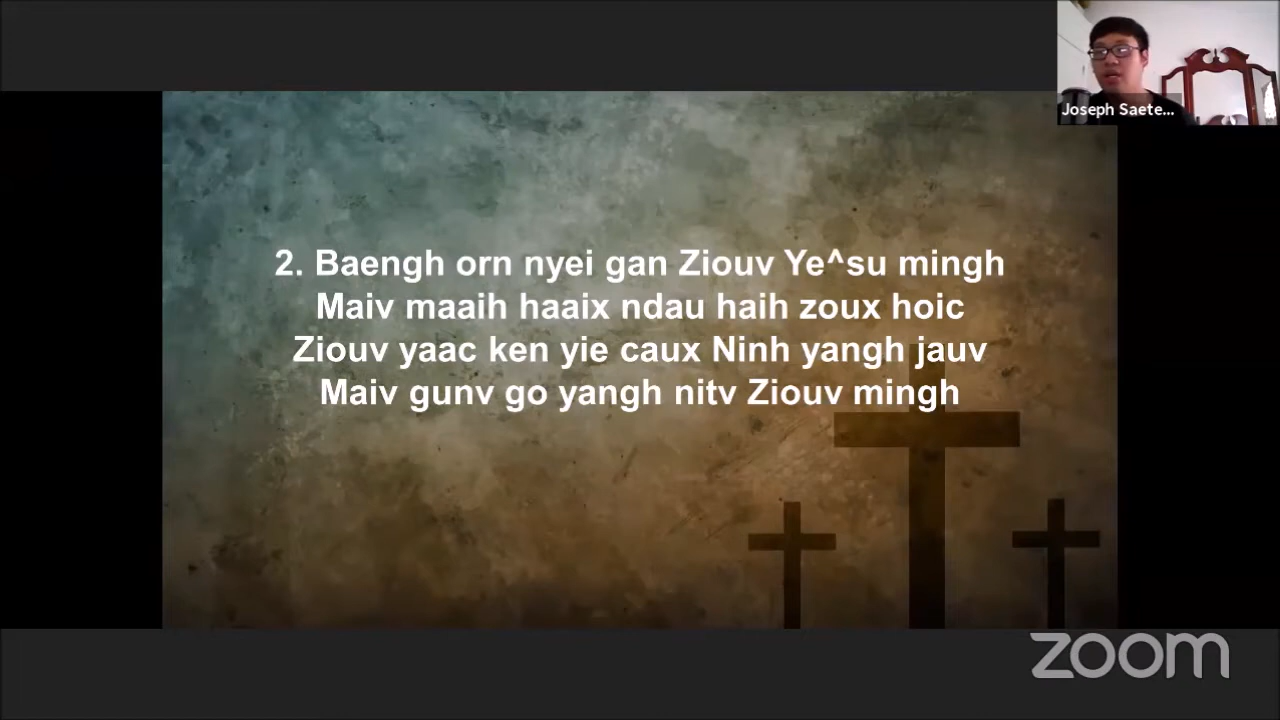 Joseph Saete...
2. Baengh orn nyei gan Ziouv Ye^su mingh
Maiv maaih haaix ndau haih zoux hoic
Ziouv yaac ken yie caux Ninh yangh jauv
Maiv gunv go yangh nitv Ziouv mingh
zoom